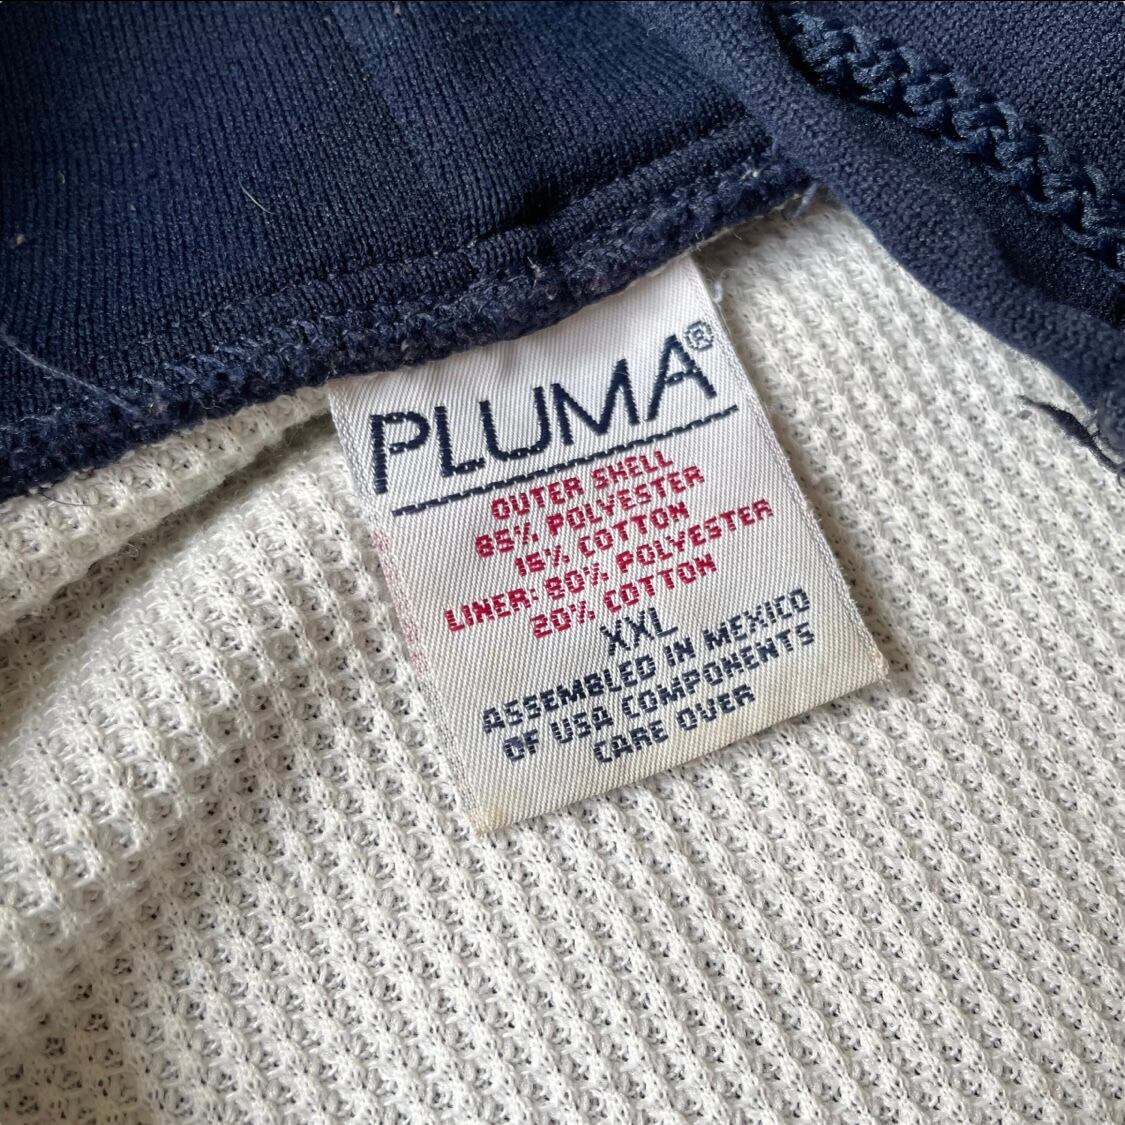 PLUMA®
OUTER SHELL
85% POLYESTER
15% COTTON
LINER: 80% POLYESTER
20% COTTON
XXL
ASSEMBLED IN MEXICO
OF USA COMPONENTS
CARE OVER